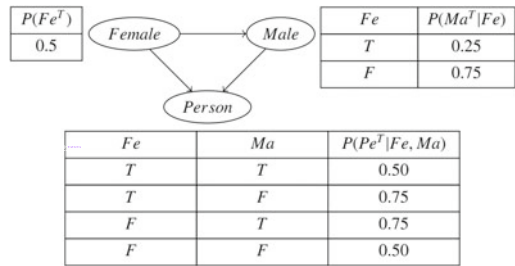 P(Fe^T)
0.5
Female
Male
Person
Fe P(Ma^T|Fe)
T 0.25
F 0.75
Fe Ma P(Pe^T|Fe, Ma)
T T 0.50
T F 0.75
F T 0.75
F F 0.50